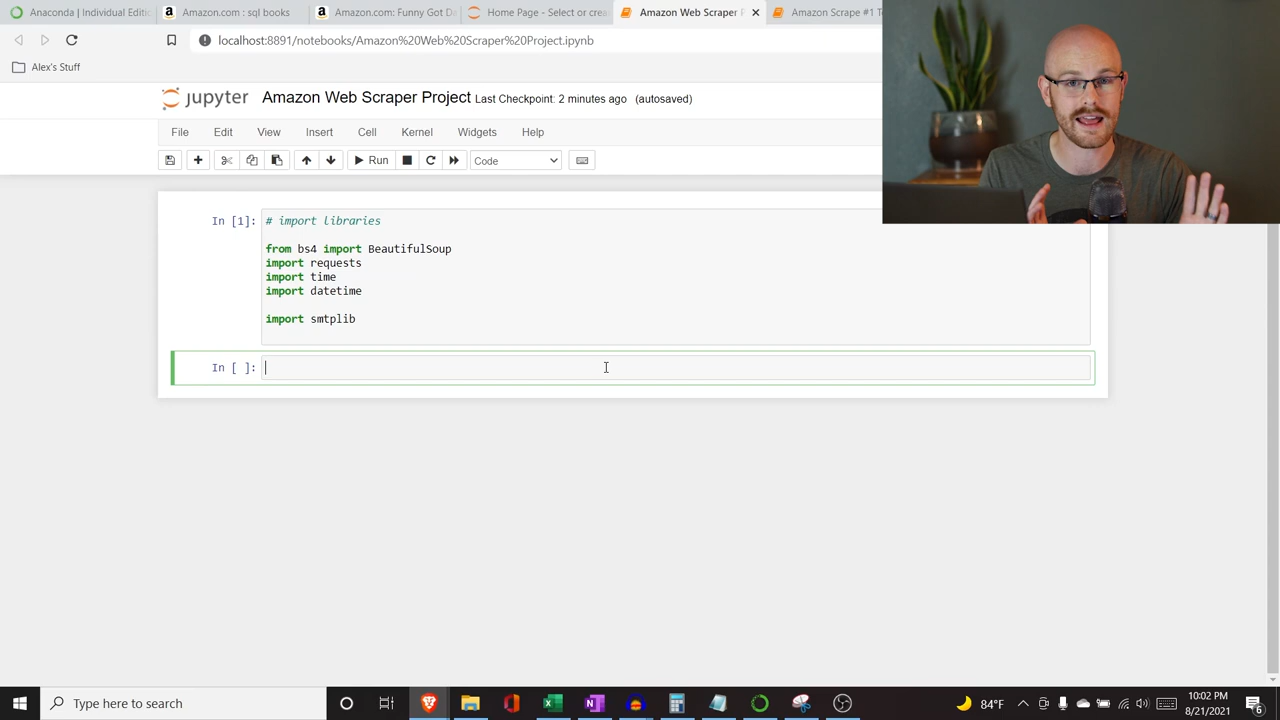 Anaconda | Individual Editic
Amazon.com : sql books
Amazon.com: Funny Got Da
Home Page - Select or crea
Amazon Web Scraper P
Amazon Scrape #1 T
localhost:8891/notebooks/Amazon%20Web%20Scraper%20Project.ipynb
Alex's Stuff
jupyter Amazon Web Scraper Project Last Checkpoint: 2 minutes ago (autosaved)
File Edit View Insert Cell Kernel Widgets Help
Run Code
In [1]: # import libraries
from bs4 import BeautifulSoup
import requests
import time
import datetime
import smtplib
In [ ]:
Type here to search
84°F
10:02 PM
8/21/2021
6